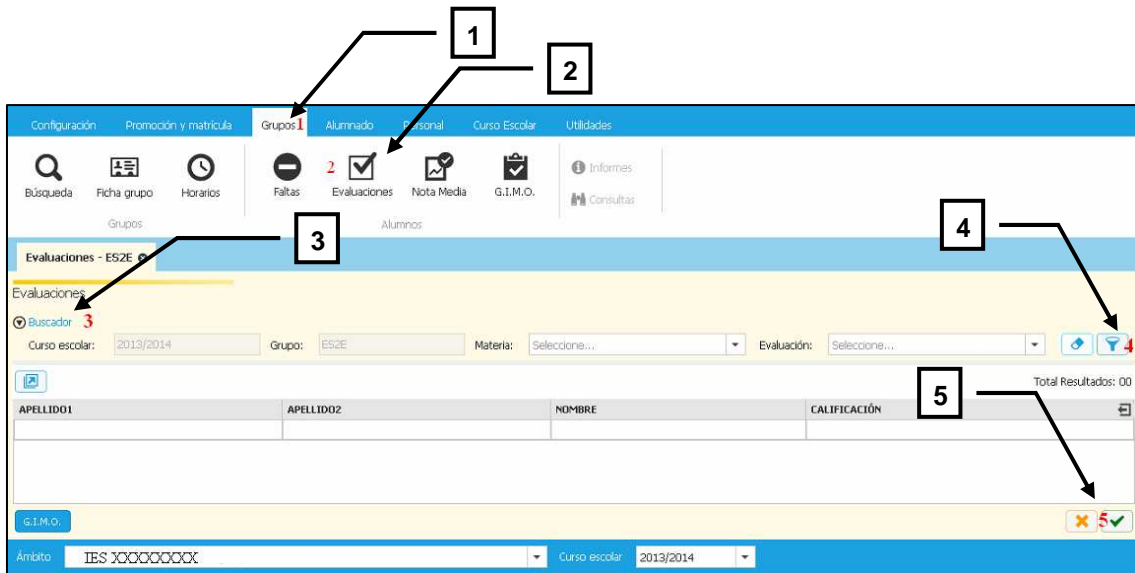 1
2
Configuración Promoción y matrícula Grupos 1 Alumnado Personal Curso Escolar Utilidades
Búsqueda Ficha grupo Horarios Faltas 2 Evaluaciones Nota Media G.I.M.O. Informes
Consultas
Grupos Alumnos
3
4
Evaluaciones - ES2E
Evaluaciones
Buscador 3
Curso escolar: 2013/2014 Grupo: ES2E Materia: Seleccione... Evaluación: Seleccione... 4
Total Resultados: 00
5
APELLIDO1 APELLIDO2 NOMBRE CALIFICACIÓN
G.I.M.O. 5
Ámbito IES XXXXXXXXX Curso escolar 2013/2014